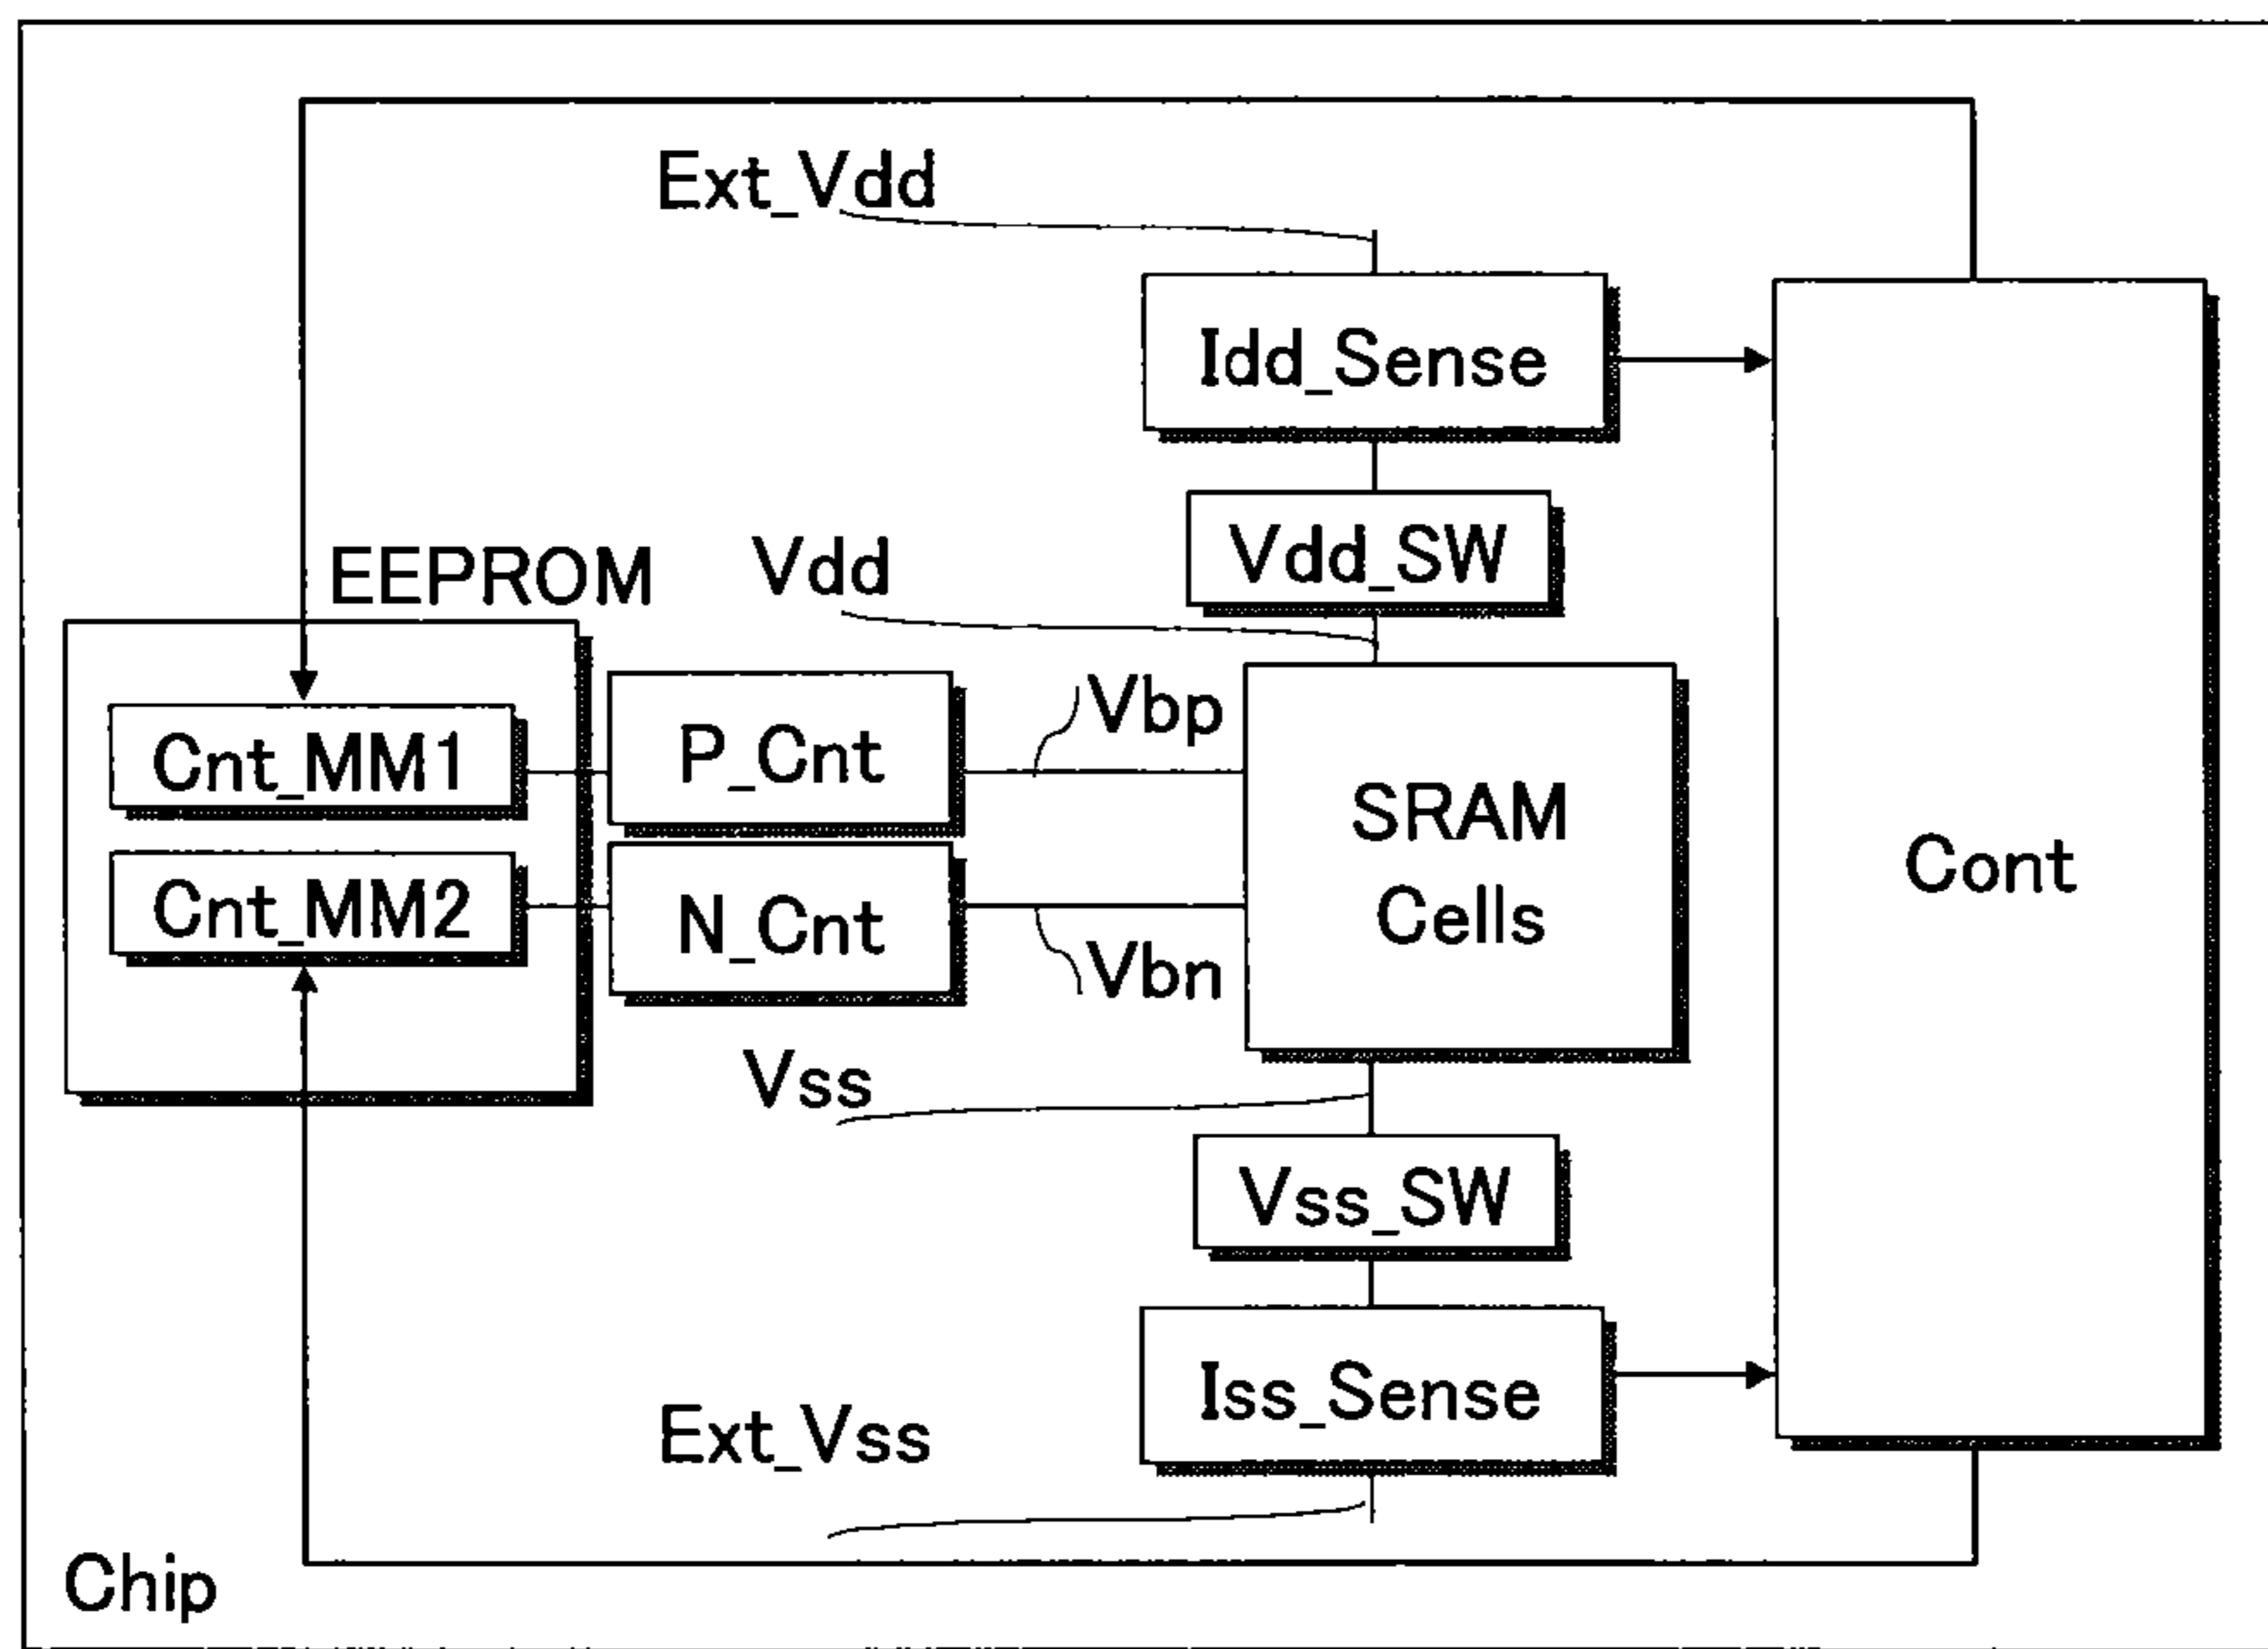 Ext_Vdd
Idd_Sense
Vdd_SW
EEPROM
Vdd
Cnt_MM1
P_Cnt
Vbp
SRAM
Cells
Cont
Cnt_MM2
N_Cnt
Vbn
Vss
Vss_SW
Iss_Sense
Ext_Vss
Chip